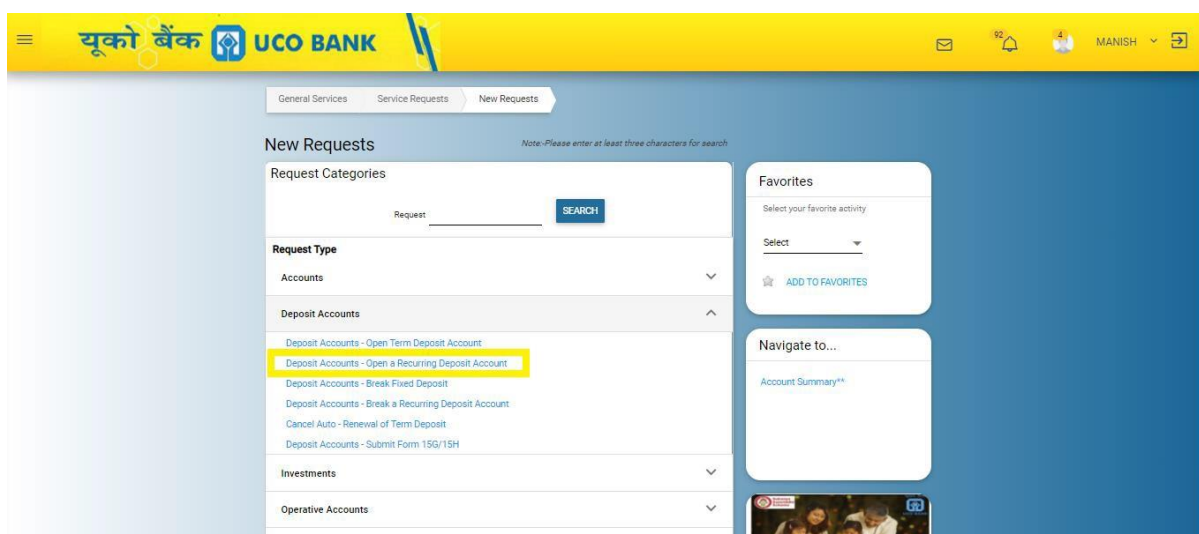 यूको बैंक UCO BANK
92
4
MANISH
General Services Service Requests New Requests
New Requests
Note:-Please enter at least three characters for search
Request Categories
Request
SEARCH
Request Type
Accounts
Deposit Accounts
Deposit Accounts - Open Term Deposit Account
Deposit Accounts - Open a Recurring Deposit Account
Deposit Accounts - Break Fixed Deposit
Deposit Accounts - Break a Recurring Deposit Account
Cancel Auto - Renewal of Term Deposit
Deposit Accounts - Submit Form 15G/15H
Investments
Operative Accounts
Favorites
Select your favorite activity
Select
ADD TO FAVORITES
Navigate to...
Account Summary**
UCO BANK